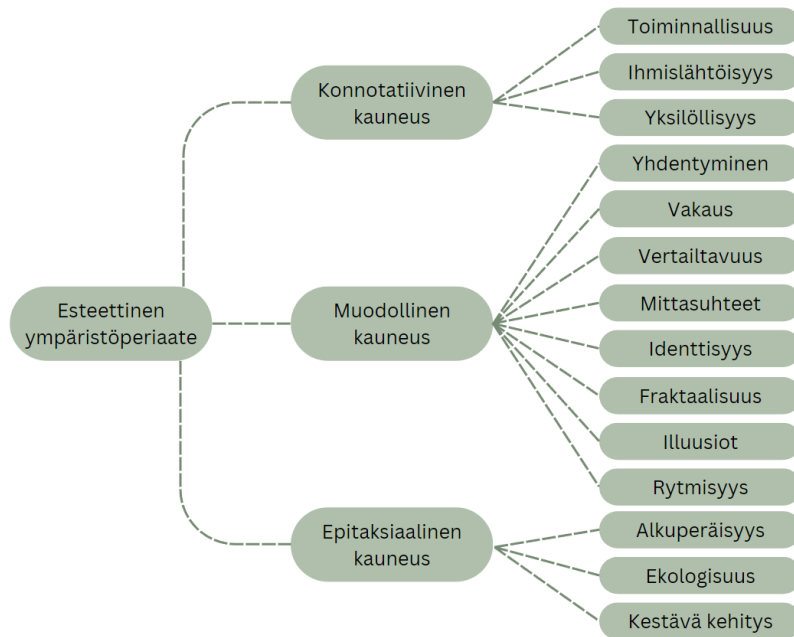 Toiminnallisuus
Ihmislähtöisyys
Yksilöllisyys
Konnotatiivinen
kauneus
Yhdentyminen
Vakaus
Vertailtavuus
Mittasuhteet
Identtisyys
Fraktaalisuus
Illuusiot
Rytmisyys
Esteettinen
ympäristöperiaate
Muodollinen
kauneus
Epitaksiaalinen
kauneus
Alkuperäisyys
Ekologisuus
Kestävä kehitys